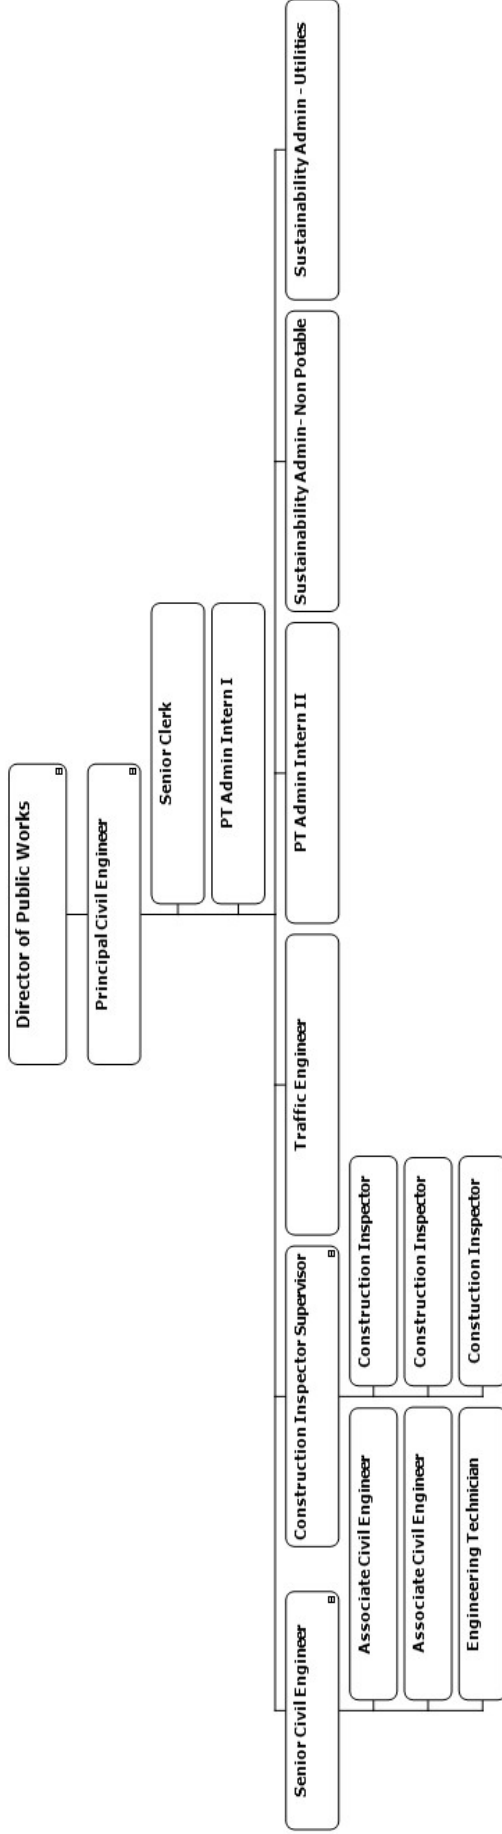 Director of Public Works
Principal Civil Engineer
Senior Clerk
PT Admin Intern I
Senior Civil Engineer
Construction Inspector Supervisor
Traffic Engineer
PT Admin Intern II
Sustainability Admin- Non Potable
Sustainability Admin - Utilities
Associate Civil Engineer
Associate Civil Engineer
Engineering Technician
Construction Inspector
Construction Inspector
Constuction Inspector